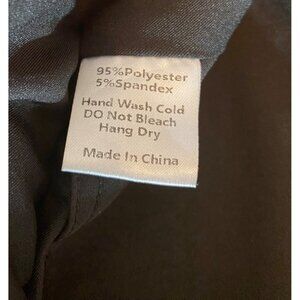 95%Polyester
5%Spandex
Hand Wash Cold
DO Not Bleach
Hang Dry
Made In China